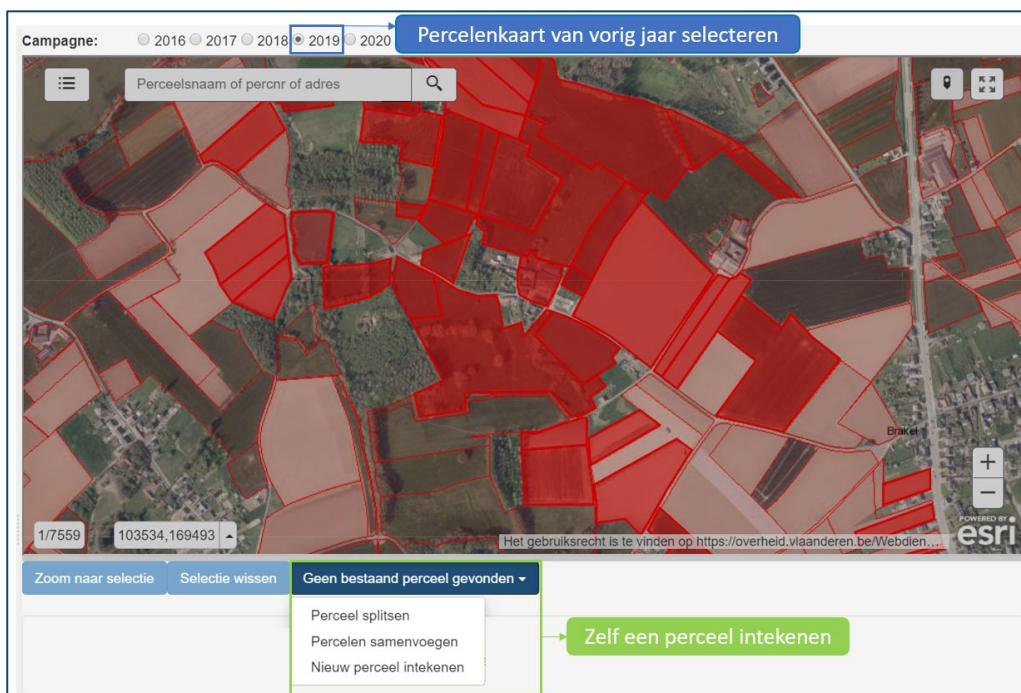 Campagne: 2016 2017 2018 2019 2020
Percelenkaart van vorig jaar selecteren
Perceelsnaam of percnr of adres
Brakel
1/7559
103534,169493
Het gebruiksrecht is te vinden op https://overheid.vlaanderen.be/Webdien...
POWERED BY
esri
Zoom naar selectie
Selectie wissen
Geen bestaand perceel gevonden
Perceel splitsen
Percelen samenvoegen
Nieuw perceel intekenen
Zelf een perceel intekenen